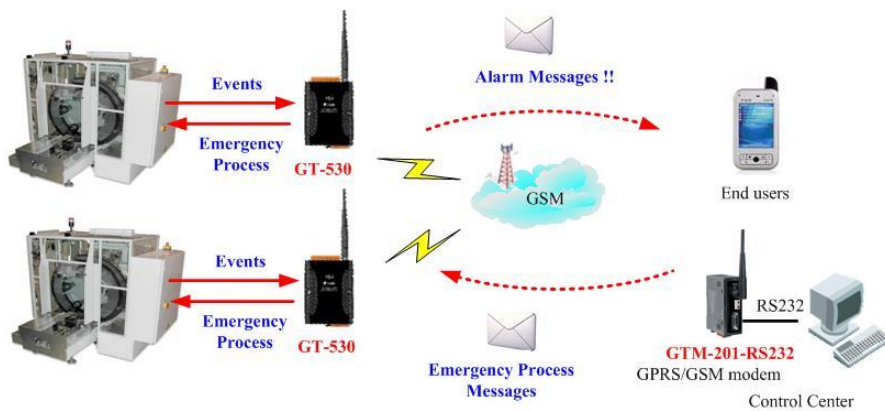 Alarm Messages !!
Events
Emergency
Process
GT-530
GSM
End users
Events
Emergency
Process
GT-530
Emergency Process
Messages
RS232
GTM-201-RS232
GPRS/GSM modem
Control Center